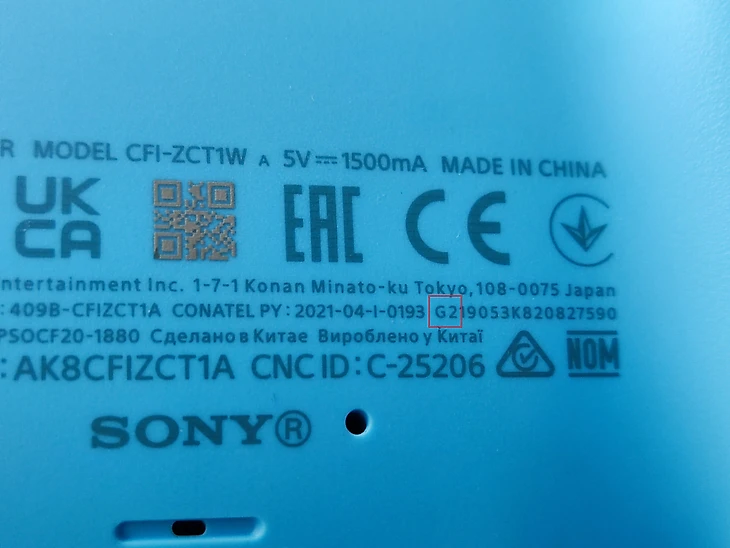 R MODEL CFI-ZCT1W A 5V⎓1500mA MADE IN CHINA
UK
CA
EAC CE
ntertainment Inc. 1-7-1 Konan Minato-ku Tokyo, 108-0075 Japan
: 409B-CFIZCT1A CONATEL PY: 2021-04-I-0193 G219053K820827590
PSOCF20-1880 Сделано в Китае Вироблено у Китаї
: AK8CFIZCT1A CNC ID: C-25206 NOM
SONY®